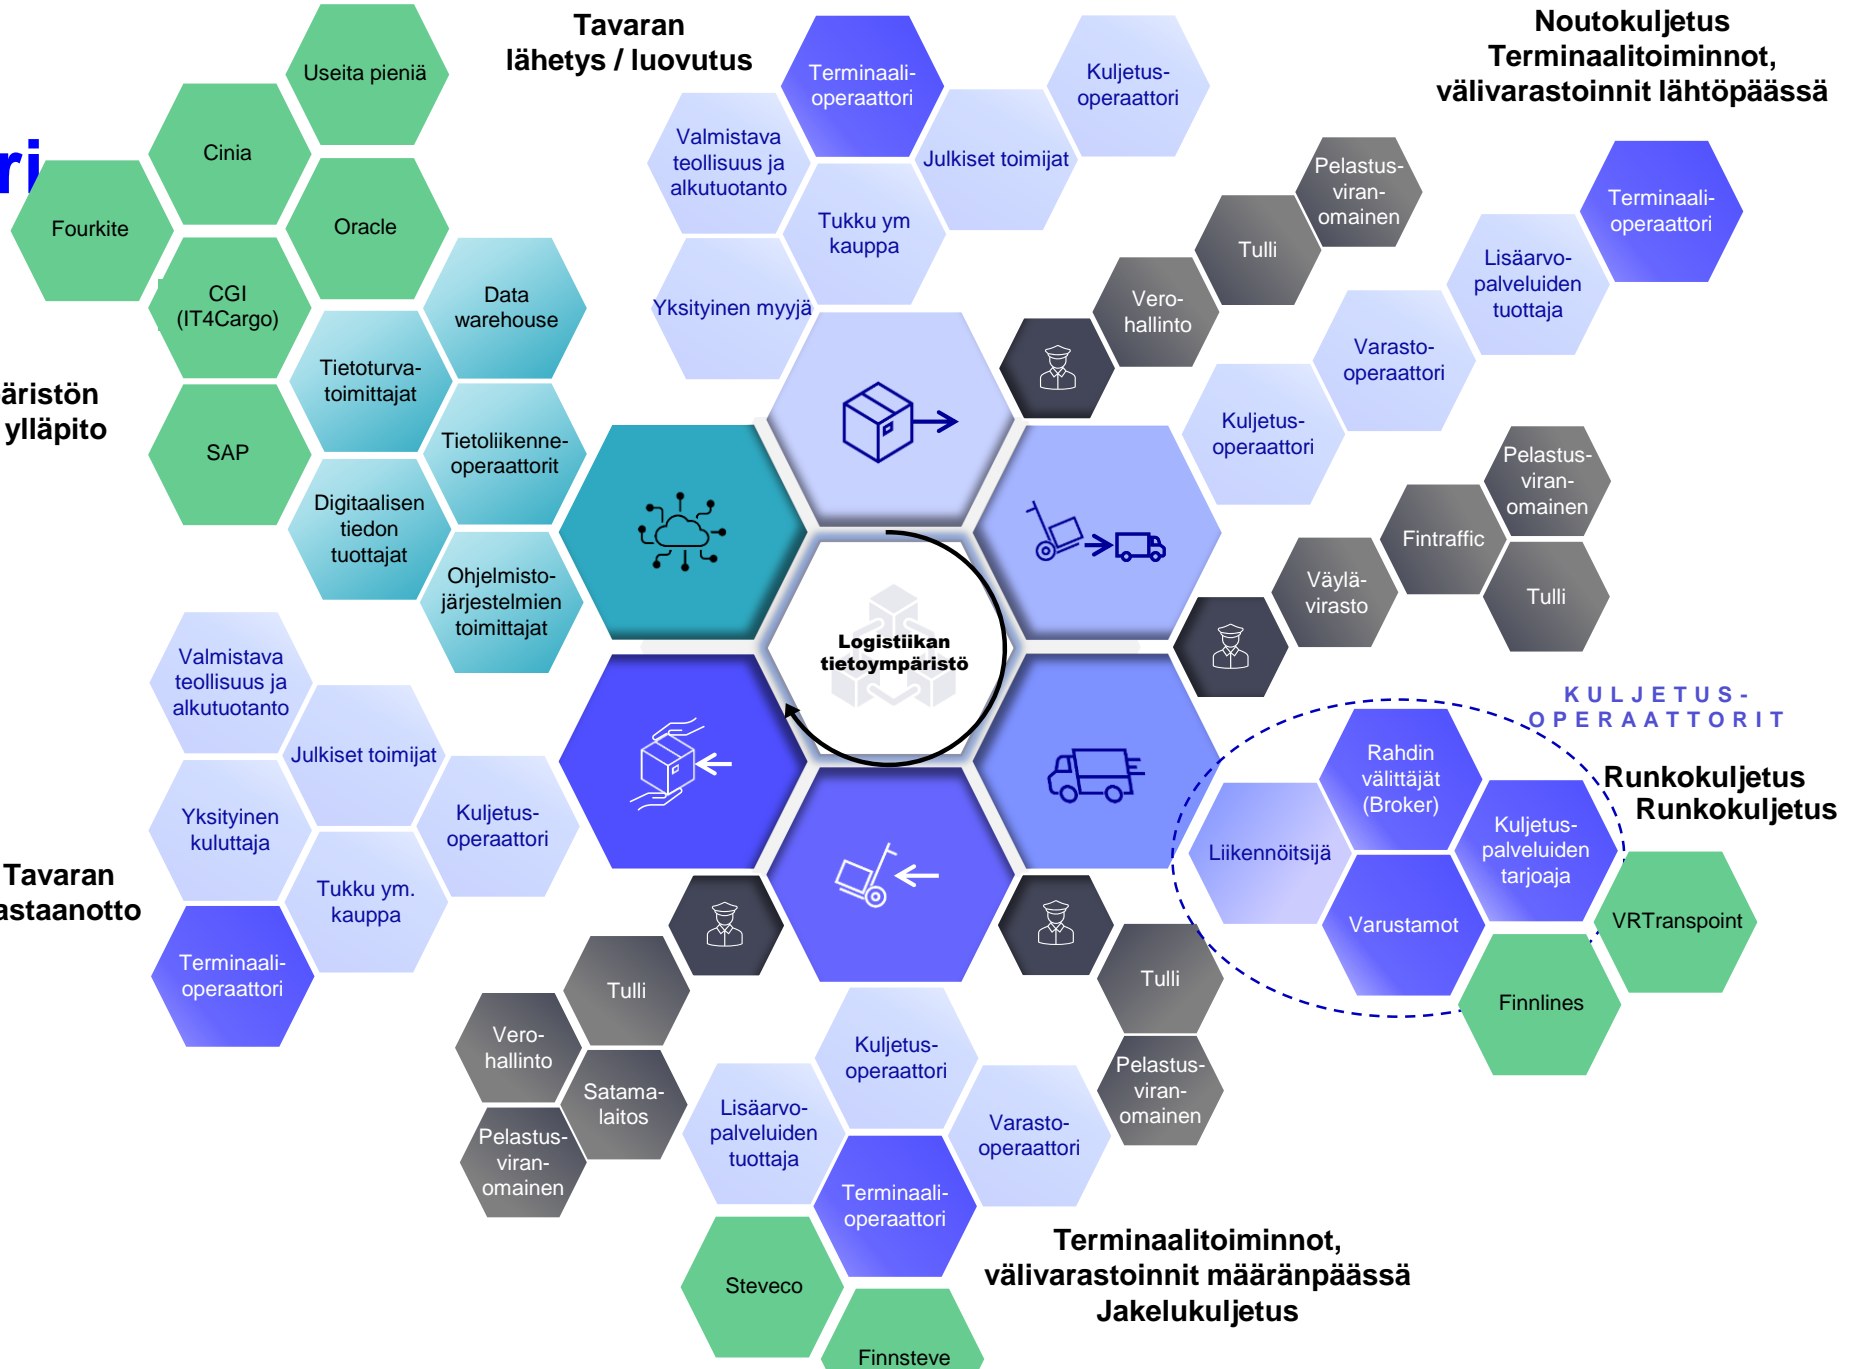 Tavaran
lähetys / luovutus
Noutokuljetus
Terminaalitoiminnot,
välivarastoinnit lähtöpäässä
ri
Useita pieniä
Cinia
Fourkite
Oracle
CGI
(IT4Cargo)
SAP
Data
warehouse
Tietoturva-
toimittajat
Tietoliikenne-
operaattorit
Digitaalisen
tiedon
tuottajat
Ohjelmisto-
järjestelmien
toimittajat
äristön
ylläpito
Terminaali-
operaattori
Kuljetus-
operaattori
Valmistava
teollisuus ja
alkutuotanto
Julkiset toimijat
Tukku ym
kauppa
Yksityinen myyjä
Pelastus-
viran-
omainen
Tulli
Vero-
hallinto
Terminaali-
operaattori
Lisäarvo-
palveluiden
tuottaja
Varasto-
operaattori
Kuljetus-
operaattori
Pelastus-
viran-
omainen
Fintraffic
Tulli
Väylä-
virasto
Logistiikan
tietoympäristö
KULJETUS-
OPERAATTORIT
Rahdin
välittäjät
(Broker)
Runkokuljetus
Runkokuljetus
Kuljetus-
palveluiden
tarjoaja
Liikennöitsijä
Varustamot
VRTranspoint
Finnlines
Valmistava
teollisuus ja
alkutuotanto
Julkiset toimijat
Yksityinen
kuluttaja
Kuljetus-
operaattori
Tukku ym.
kauppa
Tavaran
astaanotto
Terminaali-
operaattori
Tulli
Vero-
hallinto
Satama-
laitos
Pelastus-
viran-
omainen
Tulli
Pelastus-
viran-
omainen
Kuljetus-
operaattori
Lisäarvo-
palveluiden
tuottaja
Varasto-
operaattori
Terminaali-
operaattori
Steveco
Finnsteve
Terminaalitoiminnot,
välivarastoinnit määränpäässä
Jakelukuljetus